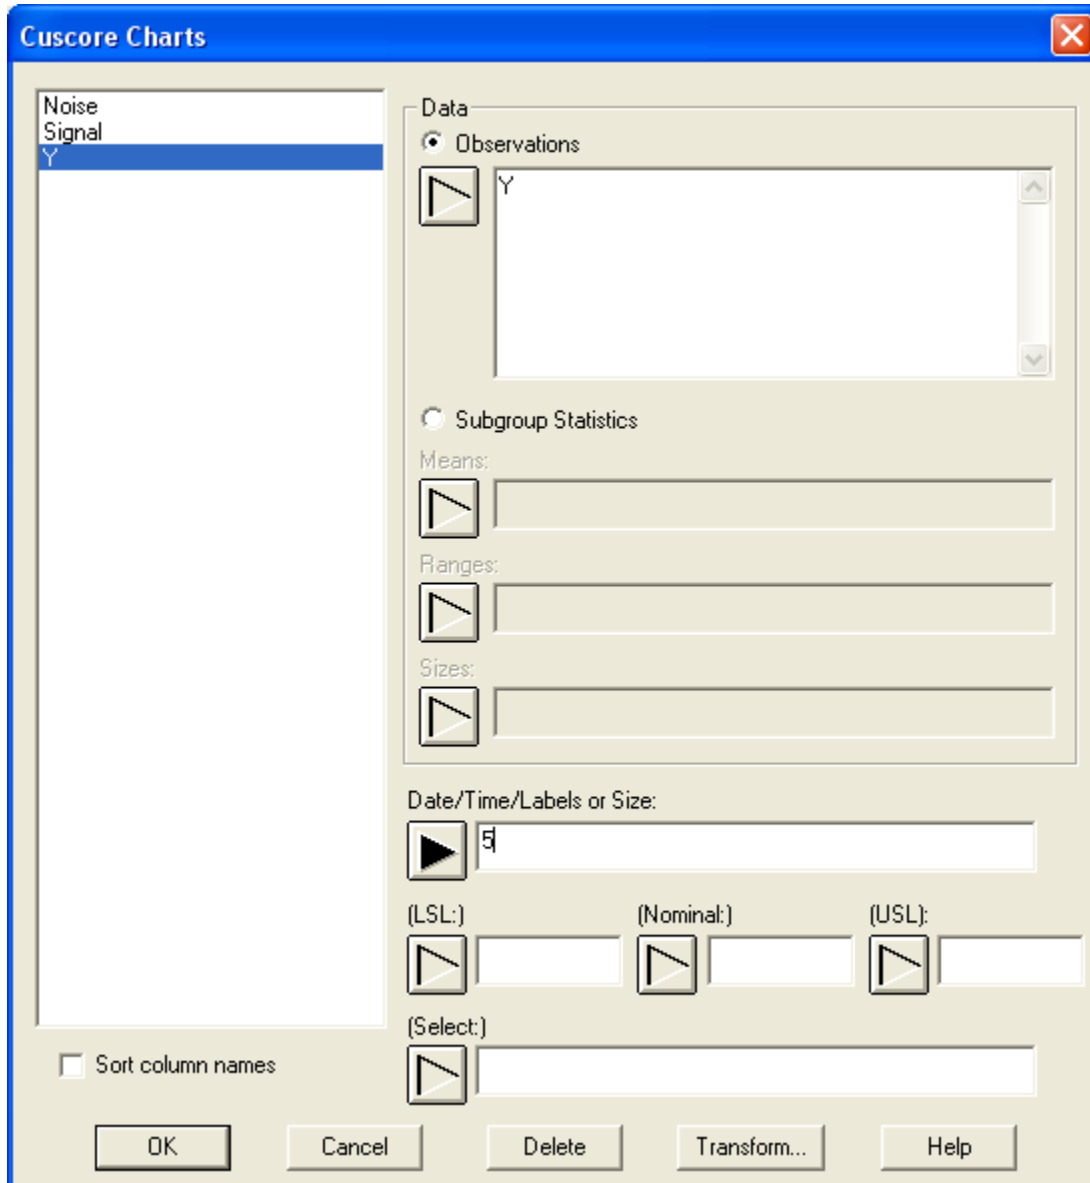 Cuscore Charts
Noise
Signal
Y
Sort column names
Data
Observations
Y
Subgroup Statistics
Means:
Ranges:
Sizes:
Date/Time/Labels or Size:
5
(LSL:) (Nominal:) (USL):
(Select:)
OK Cancel Delete Transform... Help